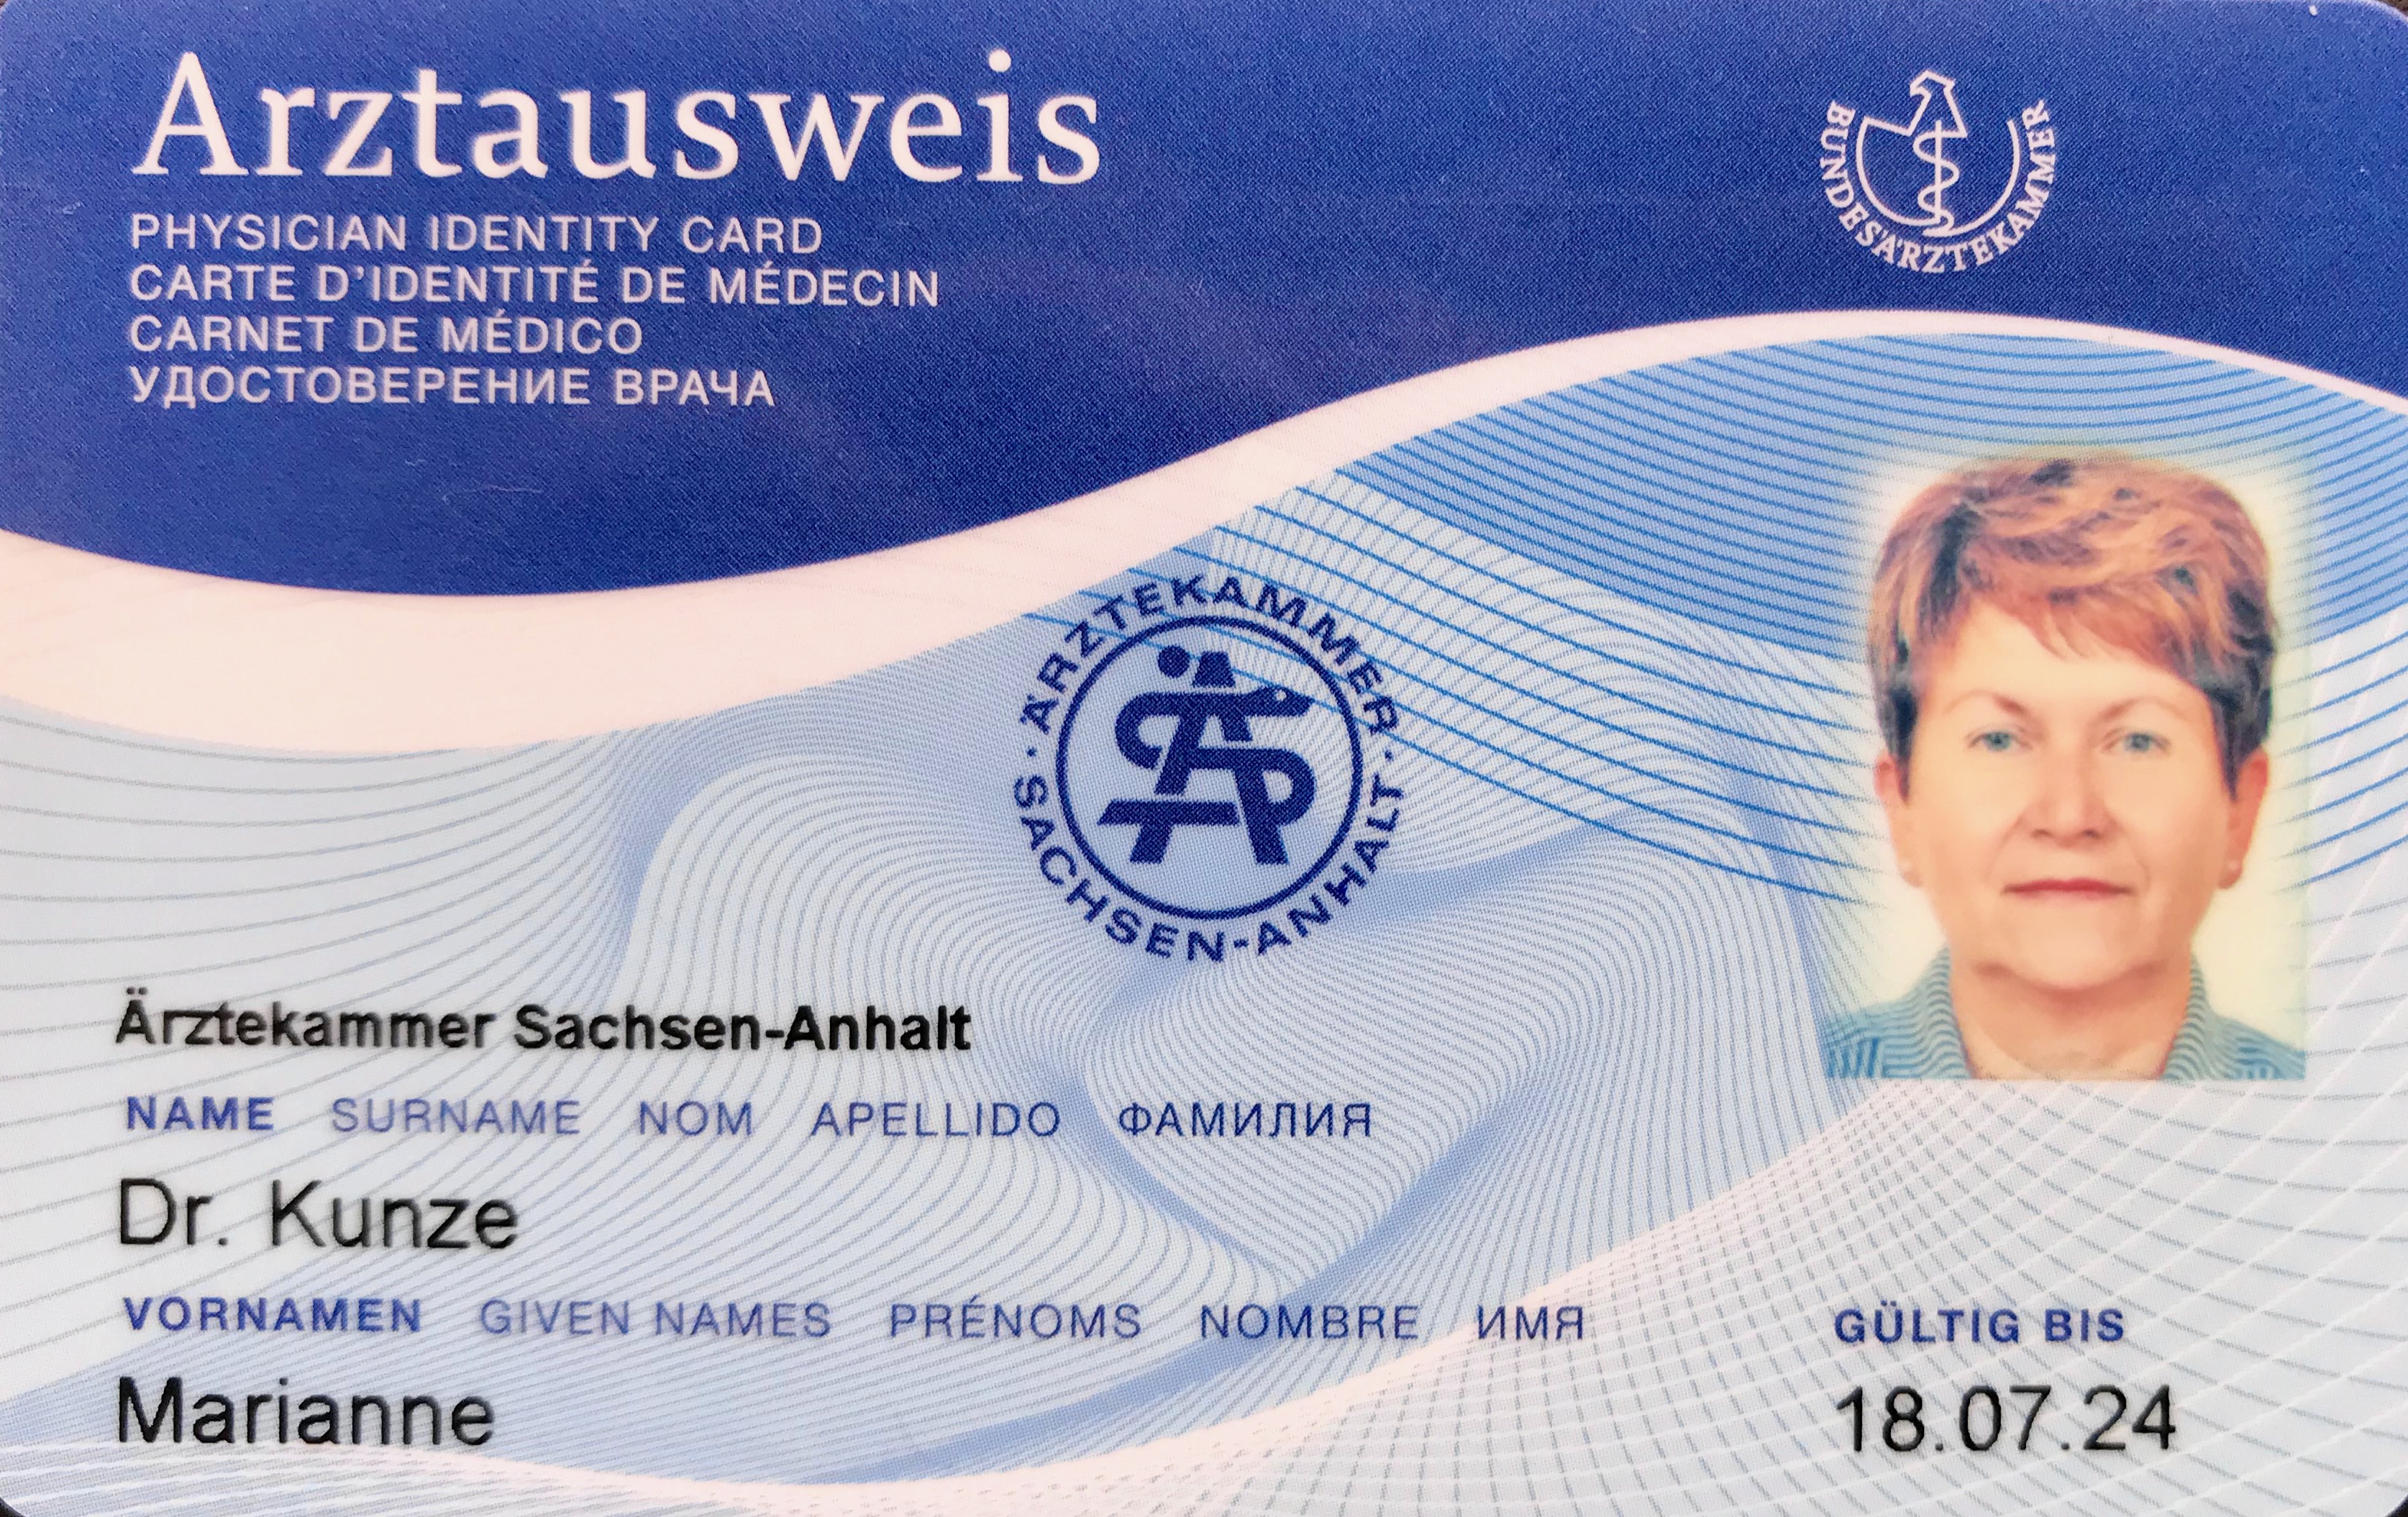 Arztausweis
PHYSICIAN IDENTITY CARD
CARTE D'IDENTITÉ DE MÉDECIN
CARNET DE MÉDICO
УДОСТОВЕРЕНИЕ ВРАЧА
BUNDESÄRZTEKAMMER
· ÄRZTEKAMMER · SACHSEN-ANHALT
Ärztekammer Sachsen-Anhalt
NAME SURNAME NOM APELLIDO ФАМИЛИЯ
Dr. Kunze
VORNAMEN GIVEN NAMES PRÉNOMS NOMBRE ИМЯ
Marianne
GÜLTIG BIS
18.07.24